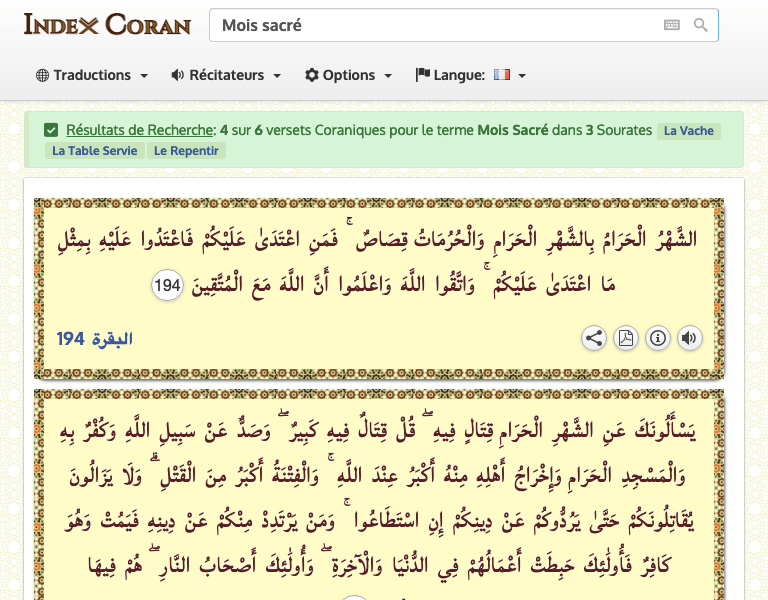 INDEX CORAN
Mois sacré
Traductions
Récitateurs
Options
Langue:
Résultats de Recherche: 4 sur 6 versets Coraniques pour le terme Mois Sacré dans 3 Sourates La Vache
La Table Servie Le Repentir
الشَّهْرُ الْحَرَامُ بِالشَّهْرِ الْحَرَامِ وَالْحُرُمَاتُ قِصَاصٌ ۚ فَمَنِ اعْتَدَىٰ عَلَيْكُمْ فَاعْتَدُوا عَلَيْهِ بِمِثْلِ
مَا اعْتَدَىٰ عَلَيْكُمْ ۚ وَاتَّقُوا اللَّهَ وَاعْلَمُوا أَنَّ اللَّهَ مَعَ الْمُتَّقِينَ 194
البقرة 194
يَسْأَلُونَكَ عَنِ الشَّهْرِ الْحَرَامِ قِتَالٍ فِيهِ ۖ قُلْ قِتَالٌ فِيهِ كَبِيرٌ ۖ وَصَدٌّ عَنْ سَبِيلِ اللَّهِ وَكُفْرٌ بِهِ
وَالْمَسْجِدِ الْحَرَامِ وَإِخْرَاجُ أَهْلِهِ مِنْهُ أَكْبَرُ عِنْدَ اللَّهِ ۚ وَالْفِتْنَةُ أَكْبَرُ مِنَ الْقَتْلِ ۗ وَلَا يَزَالُونَ
يُقَاتِلُونَكُمْ حَتَّىٰ يَرُدُّوكُمْ عَنْ دِينِكُمْ إِنِ اسْتَطَاعُوا ۚ وَمَنْ يَرْتَدِدْ مِنْكُمْ عَنْ دِينِهِ فَيَمُتْ وَهُوَ
كَافِرٌ فَأُولَٰئِكَ حَبِطَتْ أَعْمَالُهُمْ فِي الدُّنْيَا وَالْآخِرَةِ ۖ وَأُولَٰئِكَ أَصْحَابُ النَّارِ ۖ هُمْ فِيهَا